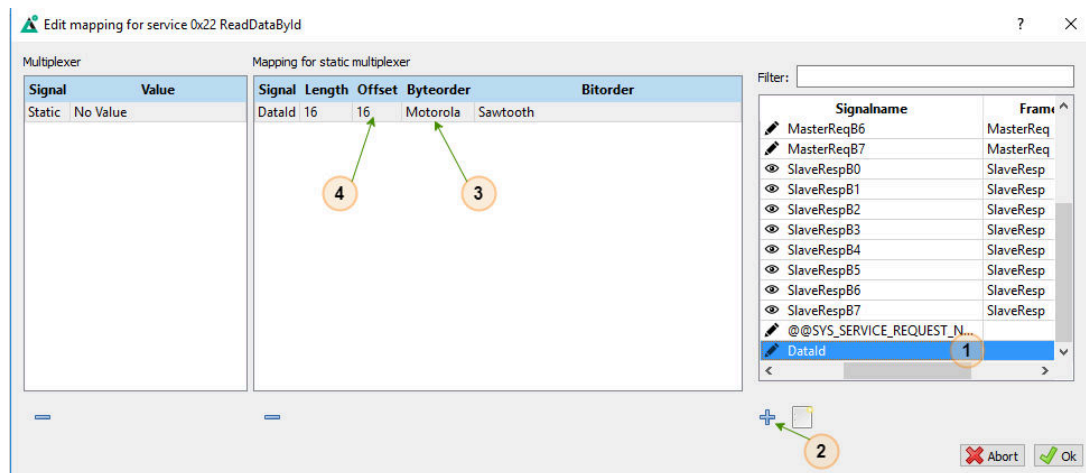 Edit mapping for service 0x22 ReadDataById ? X
Multiplexer
Signal Value
Static No Value
Mapping for static multiplexer
Signal Length Offset Byteorder Bitorder
DataId 16 16 Motorola Sawtooth
4
3
Filter:
Signalname Frame
MasterReqB6 MasterReq
MasterReqB7 MasterReq
SlaveRespB0 SlaveResp
SlaveRespB1 SlaveResp
SlaveRespB2 SlaveResp
SlaveRespB3 SlaveResp
SlaveRespB4 SlaveResp
SlaveRespB5 SlaveResp
SlaveRespB6 SlaveResp
SlaveRespB7 SlaveResp
@@SYS_SERVICE_REQUEST_N...
DataId 1
2
Abort Ok